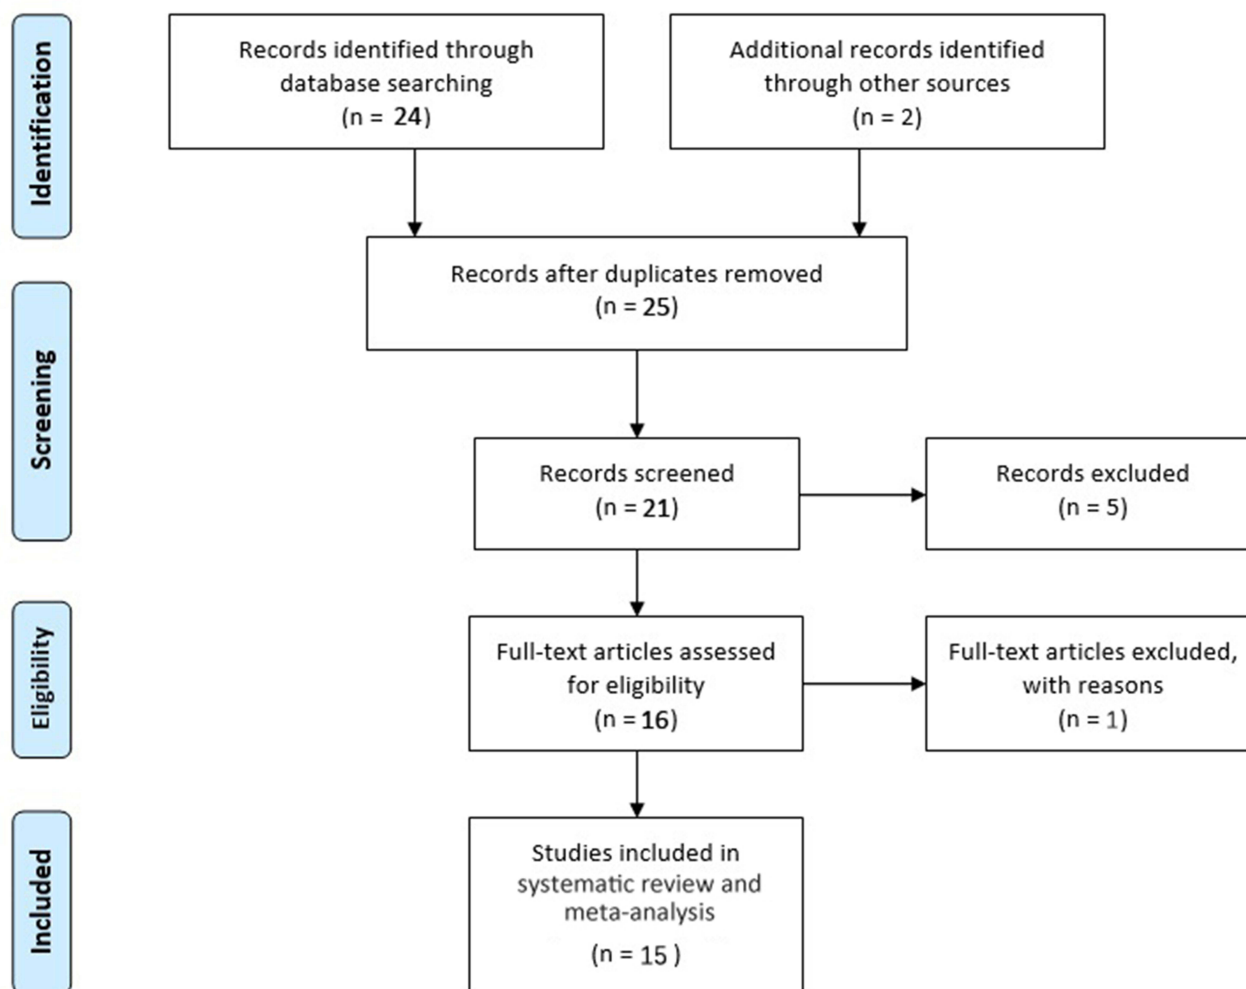 Identification
Records identified through
database searching
(n = 24)
Additional records identified
through other sources
(n = 2)
Screening
Records after duplicates removed
(n = 25)
Records screened
(n = 21)
Records excluded
(n = 5)
Eligibility
Full-text articles assessed
for eligibility
(n = 16)
Full-text articles excluded,
with reasons
(n = 1)
Included
Studies included in
systematic review and
meta-analysis
(n = 15 )